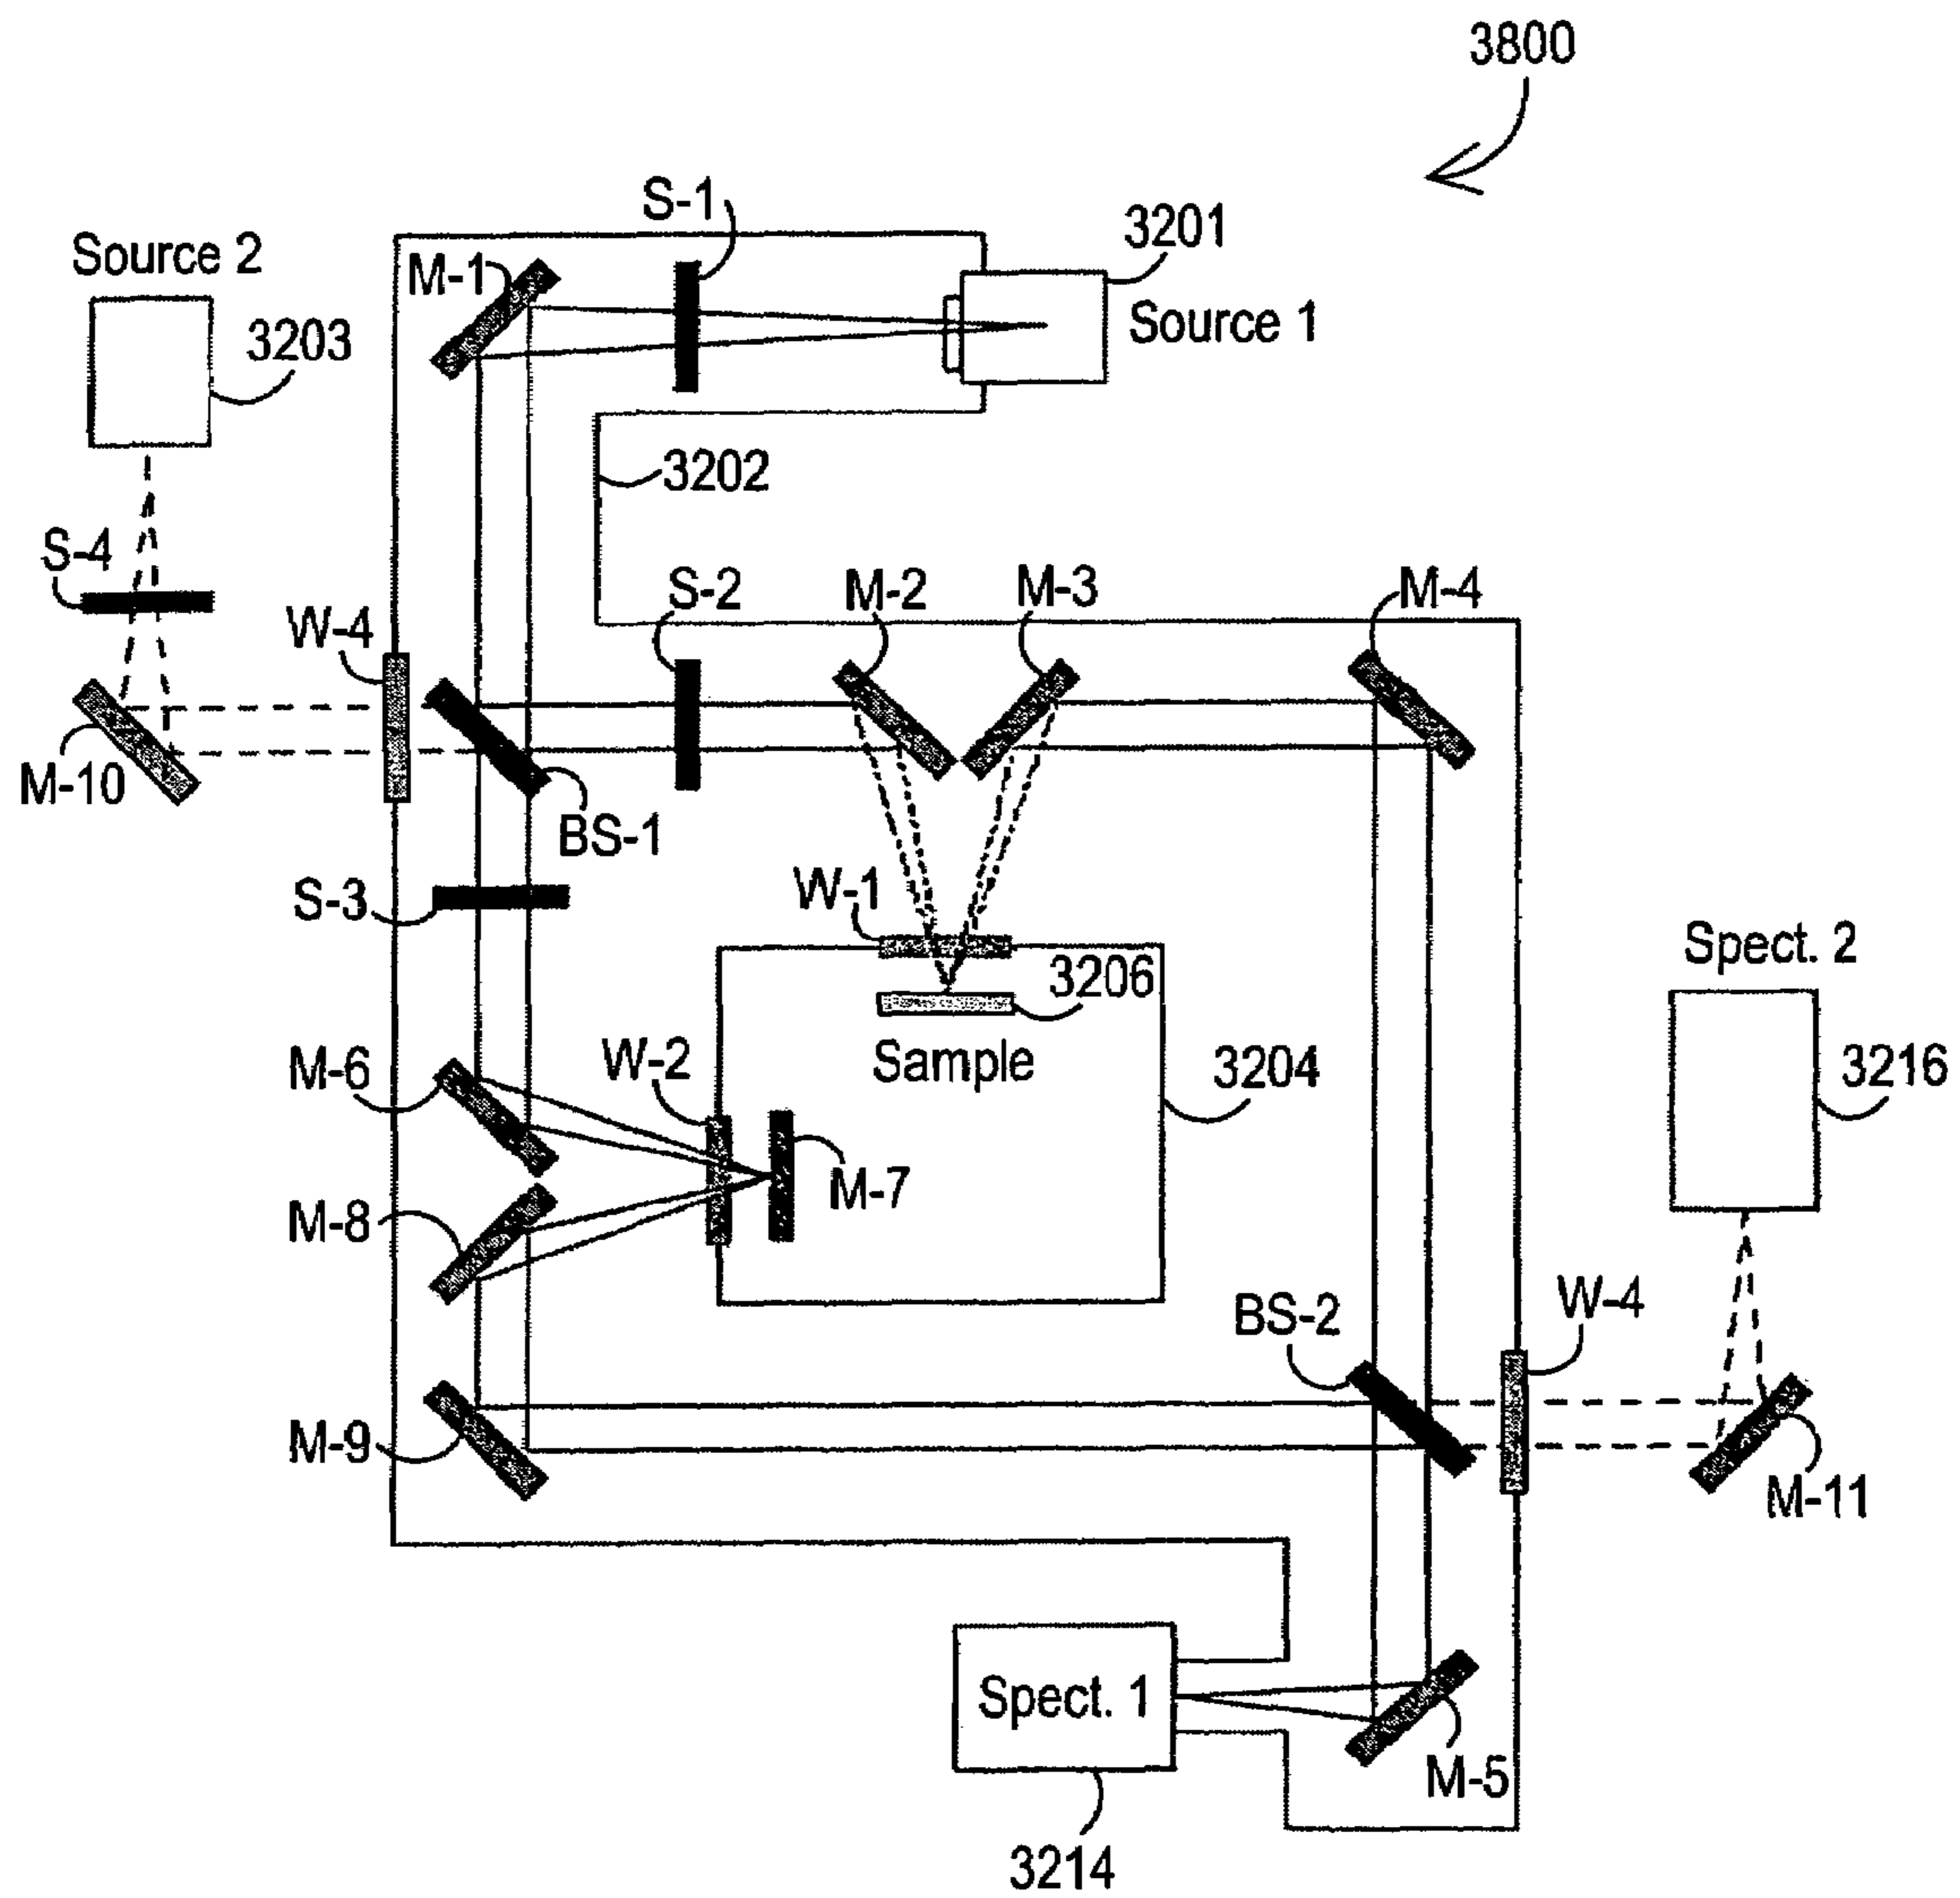 3800
S-1
3201
Source 2
M-1
Source 1
3203
3202
S-4
S-2
M-2
M-3
M-4
W-4
M-10
BS-1
S-3
W-1
3206
Spect. 2
Sample
3204
3216
M-6
W-2
M-7
M-8
BS-2
W-4
M-9
M-11
Spect. 1
M-5
3214